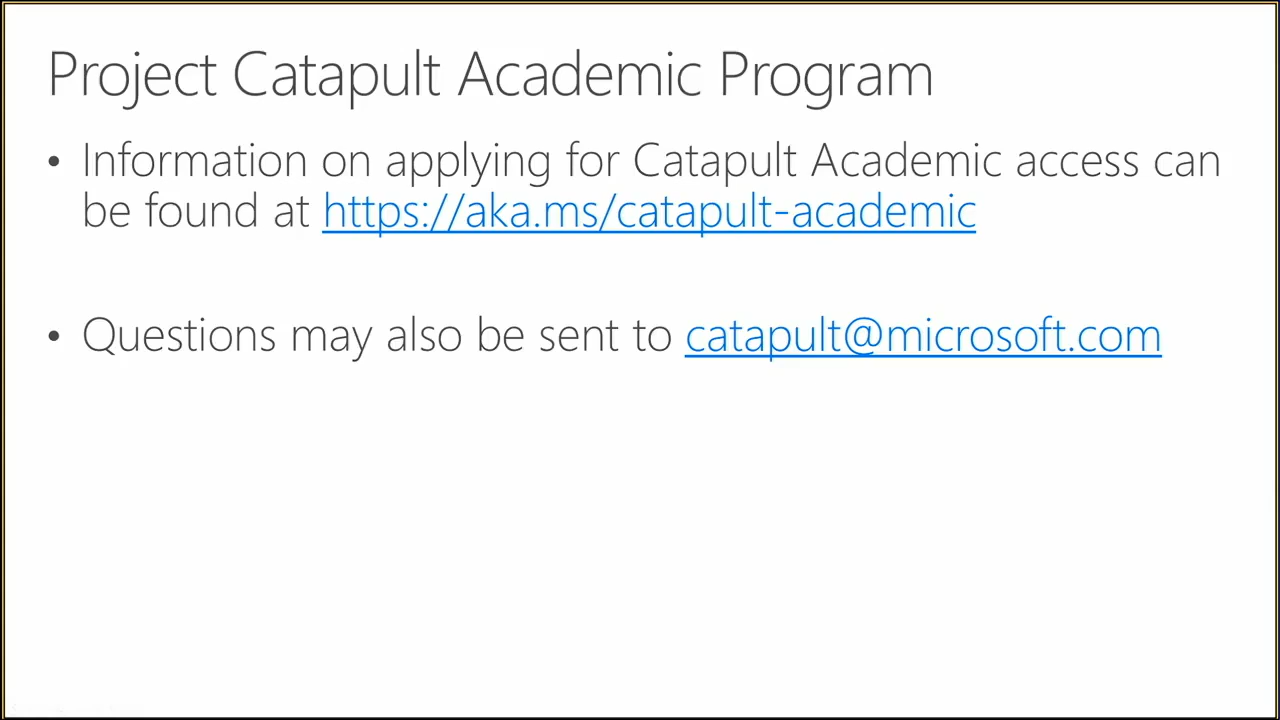 Project Catapult Academic Program
• Information on applying for Catapult Academic access can
be found at https://aka.ms/catapult-academic
• Questions may also be sent to catapult@microsoft.com